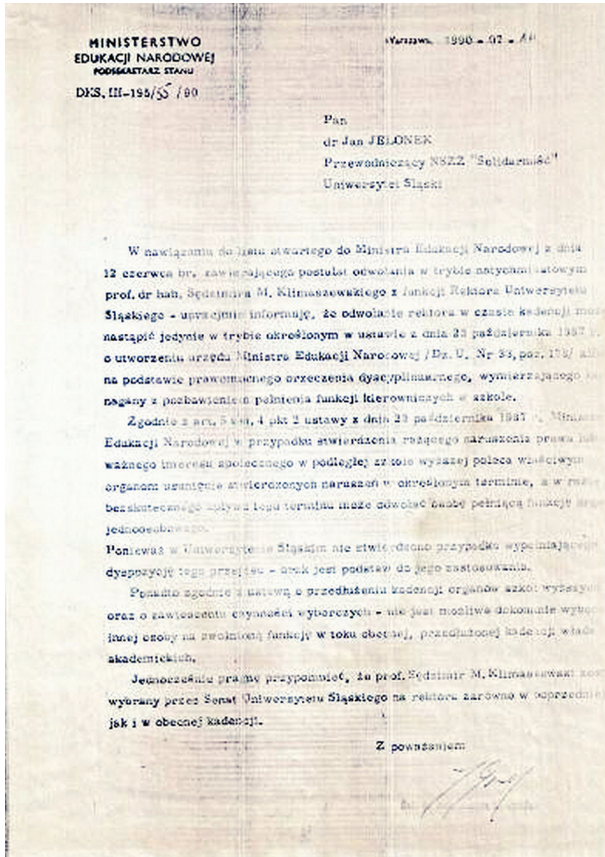 MINISTERSTWO
EDUKACJI NARODOWEJ
PODSEKRETARZ STANU
DKS. III-195/55/90
Warszawa, 1990 - 07 -
Pan
dr Jan JELONEK
Przewodniczący NSZZ "Solidarność"
Uniwersytet Śląski
W nawiązaniu do listu otwartego do Ministra Edukacji Narodowej z dnia
12 czerwca br. zawierającego postulat odwołania w trybie natychmiastowym
prof. dr hab. Sędzimira M. Klimaszewskiego z funkcji Rektora Uniwersytetu
Śląskiego - uprzejmie informuję, że odwołanie rektora w czasie kadencji może
nastąpić jedynie w trybie określonym w ustawie z dnia 23 października 1987 r.
o utworzeniu urzędu Ministra Edukacji Narodowej /Dz. U. Nr 33, poz. 178/
na podstawie prawomocnego orzeczenia dyscyplinarnego, wymierzającego
nagany z pozbawieniem pełnienia funkcji kierowniczych w szkole.
Zgodnie z art. 5 ust. 4 pkt 2 ustawy z dnia 23 października 1987 r. Minister
Edukacji Narodowej w przypadku stwierdzenia rażącego naruszenia prawa lub
ważnego interesu społecznego w podległej szkole wyższej poleca właściwym
organom usunięcie stwierdzonych naruszeń w określonym terminie, a w razie
bezskutecznego upływu tego terminu może odwołać osobę pełniącą funkcję
jednoosobowego.
Ponieważ w Uniwersytecie Śląskim nie stwierdzono przypadku wypełniającego
dyspozycję tego przepisu - brak jest podstaw do jego zastosowania.
Ponadto zgodnie z ustawą o przedłużeniu kadencji organów szkół wyższych
oraz o zawieszeniu czynności wyborczych - nie jest możliwe dokonanie wyboru
innej osoby na zwolnioną funkcję w toku obecnej, przedłużonej kadencji władz
akademickich.
Jednocześnie pragnę przypomnieć, że prof. Sędzimir M. Klimaszewski
wybrany przez Senat Uniwersytetu Śląskiego na rektora zarówno w poprzedniej
jak i w obecnej kadencji.
Z poważaniem